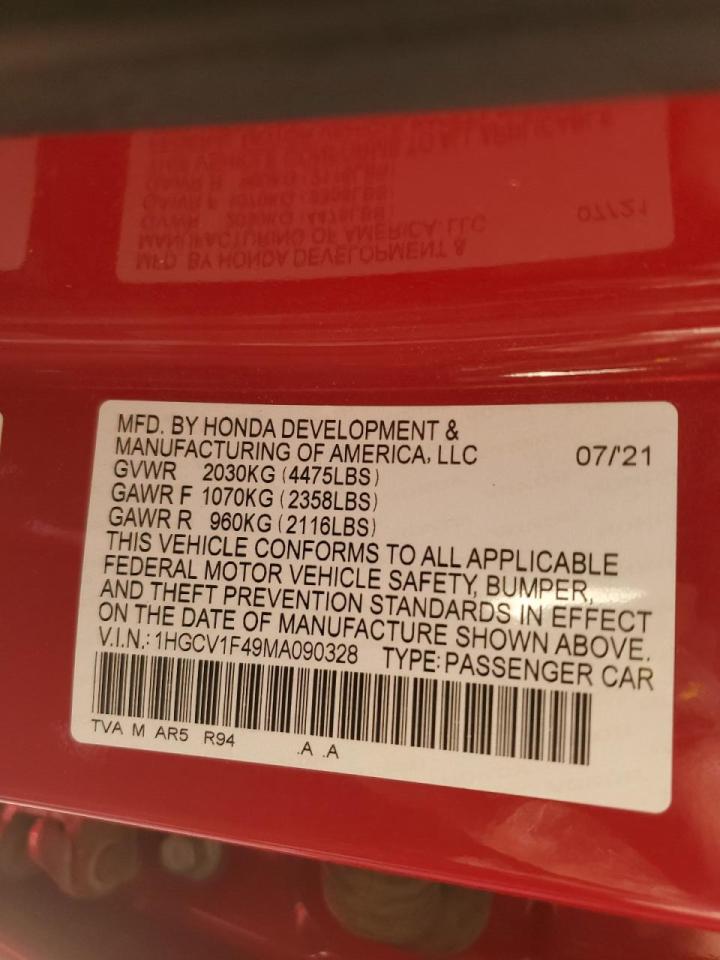 MFD. BY HONDA DEVELOPMENT &
MANUFACTURING OF AMERICA, LLC 07/'21
GVWR 2030KG (4475LBS)
GAWR F 1070KG (2358LBS)
GAWR R 960KG (2116LBS)
THIS VEHICLE CONFORMS TO ALL APPLICABLE
FEDERAL MOTOR VEHICLE SAFETY, BUMPER,
AND THEFT PREVENTION STANDARDS IN EFFECT
ON THE DATE OF MANUFACTURE SHOWN ABOVE.
V.I.N.: 1HGCV1F49MA090328 TYPE: PASSENGER CAR
TVA M AR5 R94 .A .A